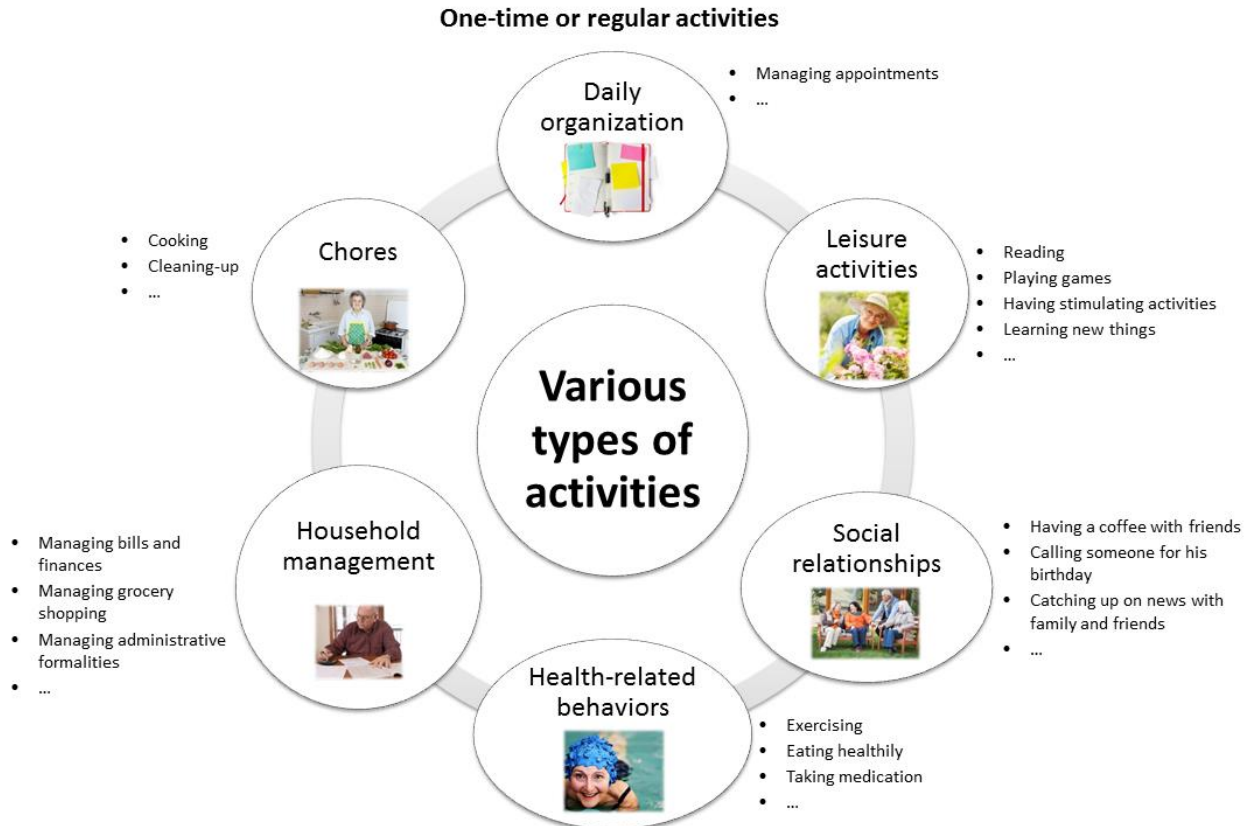 One-time or regular activities
Daily
organization
• Managing appointments
• ...
Leisure
activities
• Reading
• Playing games
• Having stimulating activities
• Learning new things
• ...
Social
relationships
• Having a coffee with friends
• Calling someone for his
birthday
• Catching up on news with
family and friends
• ...
Health-related
behaviors
• Exercising
• Eating healthily
• Taking medication
• ...
Household
management
• Managing bills and
finances
• Managing grocery
shopping
• Managing administrative
formalities
• ...
Chores
• Cooking
• Cleaning-up
• ...
Various
types of
activities